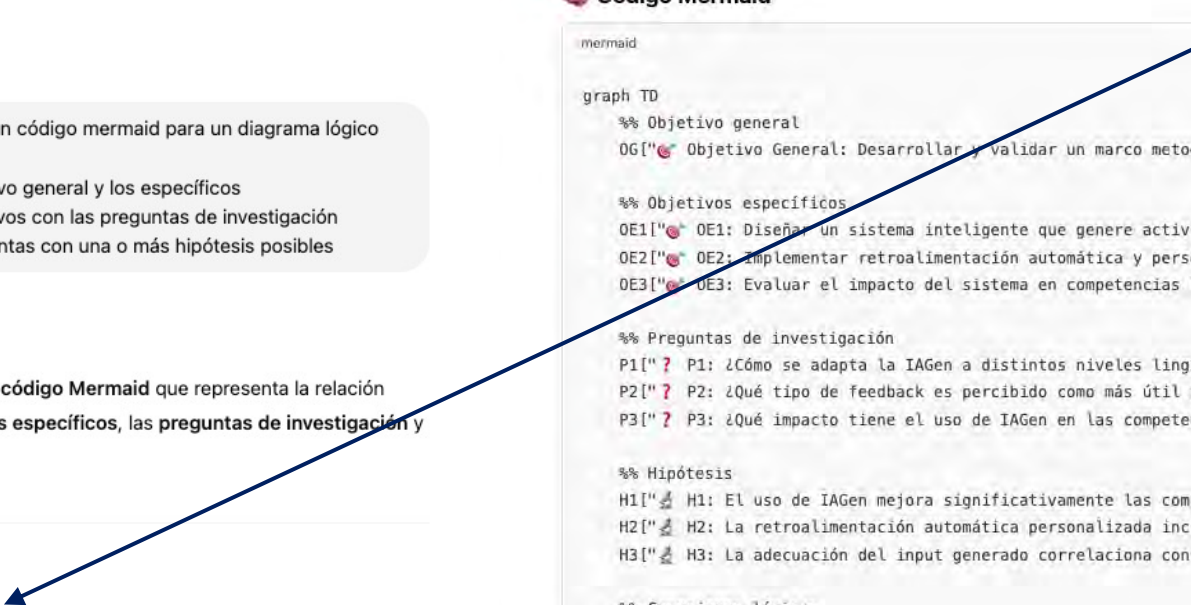 n código mermaid para un diagrama lógico
vo general y los específicos
vos con las preguntas de investigación
ntas con una o más hipótesis posibles
código Mermaid que representa la relación
s específicos, las preguntas de investigación y
Código Mermaid
mermaid
graph TD
%% Objetivo general
OG["🎯 Objetivo General: Desarrollar y validar un marco meto
%% Objetivos específicos
OE1["🎯 OE1: Diseñar un sistema inteligente que genere activ
OE2["🎯 OE2: Implementar retroalimentación automática y pers
OE3["🎯 OE3: Evaluar el impacto del sistema en competencias
%% Preguntas de investigación
P1["❓ P1: ¿Cómo se adapta la IAGen a distintos niveles ling
P2["❓ P2: ¿Qué tipo de feedback es percibido como más útil
P3["❓ P3: ¿Qué impacto tiene el uso de IAGen en las compete
%% Hipótesis
H1["🔬 H1: El uso de IAGen mejora significativamente las com
H2["🔬 H2: La retroalimentación automática personalizada inc
H3["🔬 H3: La adecuación del input generado correlaciona con